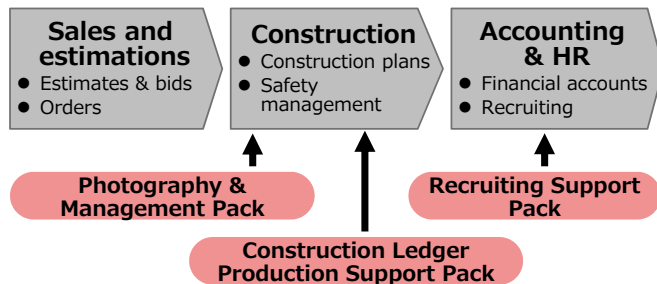 Sales and
estimations
● Estimates & bids
● Orders
Construction
● Construction plans
● Safety
management
Accounting
& HR
● Financial accounts
● Recruiting
Photography &
Management Pack
Recruiting Support
Pack
Construction Ledger
Production Support Pack